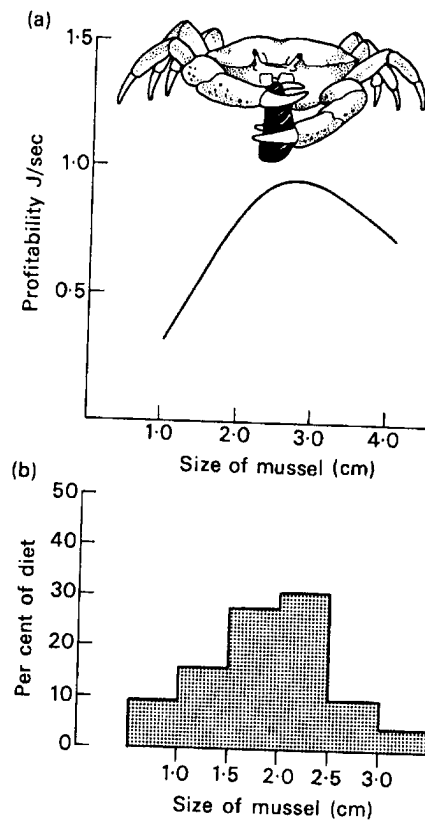 (a)
1·5
1·0
0·5
Profitability J/sec
1·0 2·0 3·0 4·0
Size of mussel (cm)
(b)
50
40
30
20
10
0
Per cent of diet
1·0 1·5 2·0 2·5 3·0
Size of mussel (cm)